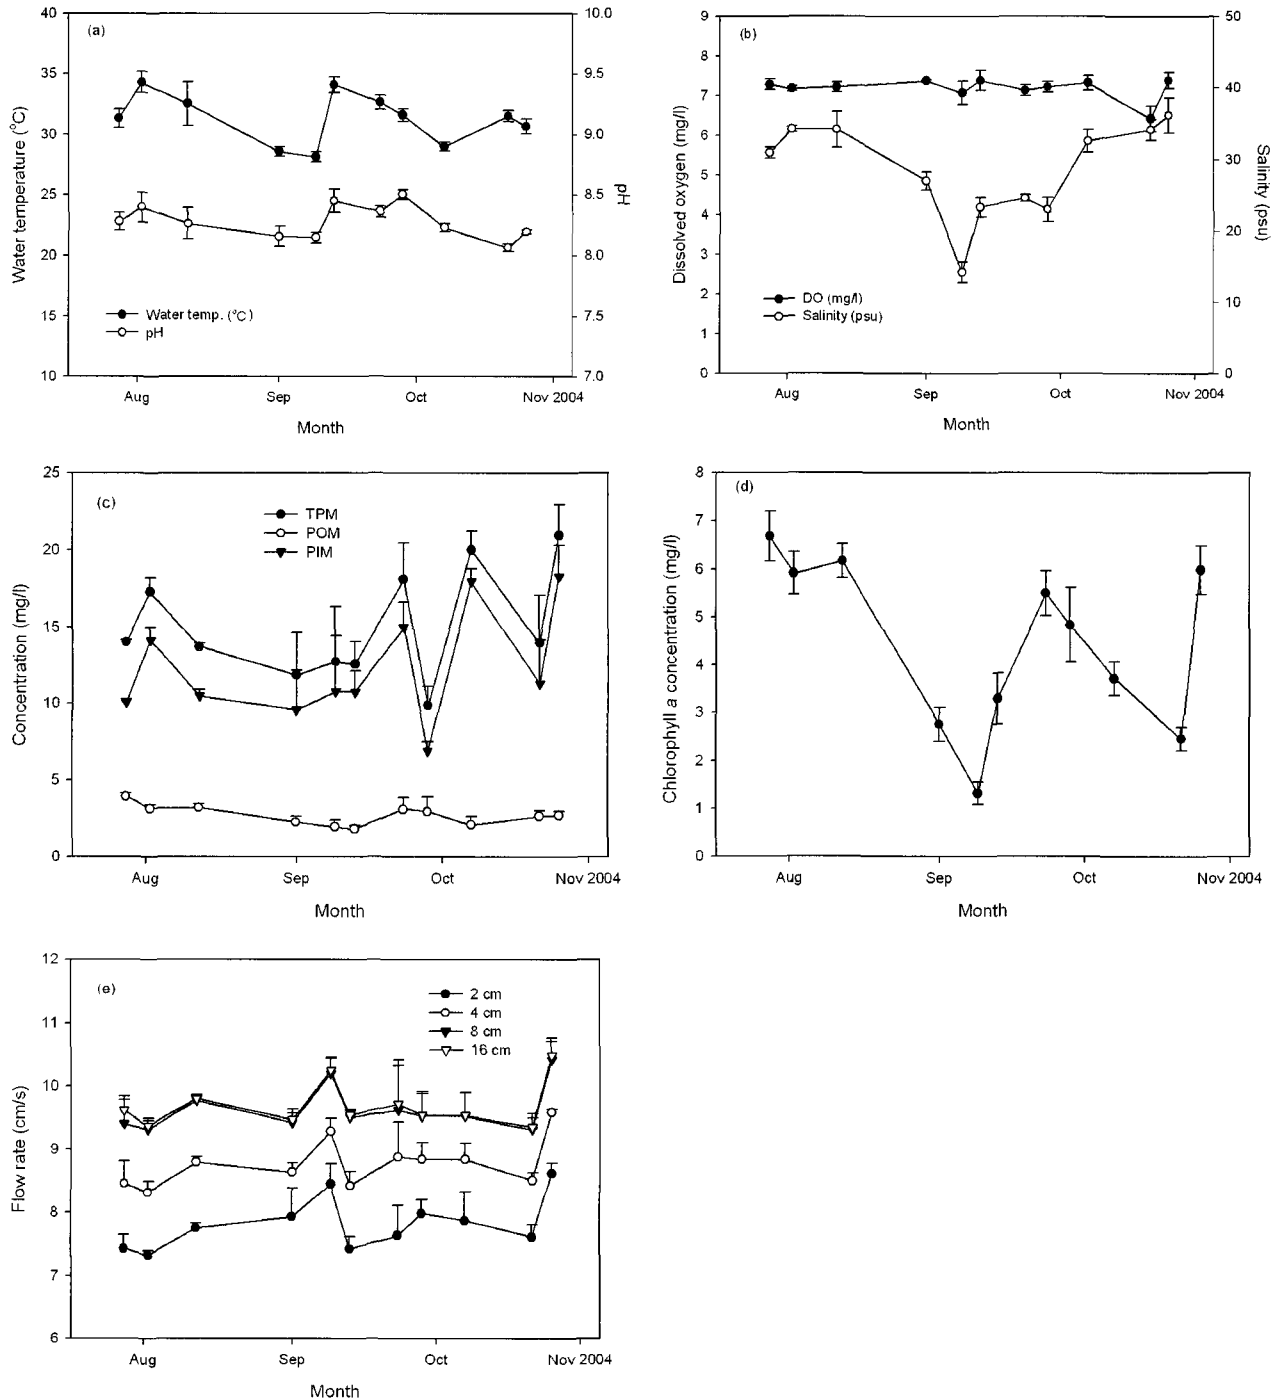 (a)
40
35
30
25
20
15
10
Water temperature (°C)
10.0
9.5
9.0
8.5
8.0
7.5
7.0
pH
Water temp. (°C)
pH
Aug Sep Oct Nov 2004
Month
(b)
9
8
7
6
5
4
3
2
1
0
Dissolved oxygen (mg/l)
50
40
30
20
10
0
Salinity (psu)
DO (mg/l)
Salinity (psu)
Aug Sep Oct Nov 2004
Month
(c)
25
20
15
10
5
0
Concentration (mg/l)
TPM
POM
PIM
Aug Sep Oct Nov 2004
Month
(d)
8
7
6
5
4
3
2
1
0
Chlorophyll a concentration (mg/l)
Aug Sep Oct Nov 2004
Month
(e)
12
11
10
9
8
7
6
Flow rate (cm/s)
2 cm
4 cm
8 cm
16 cm
Aug Sep Oct Nov 2004
Month